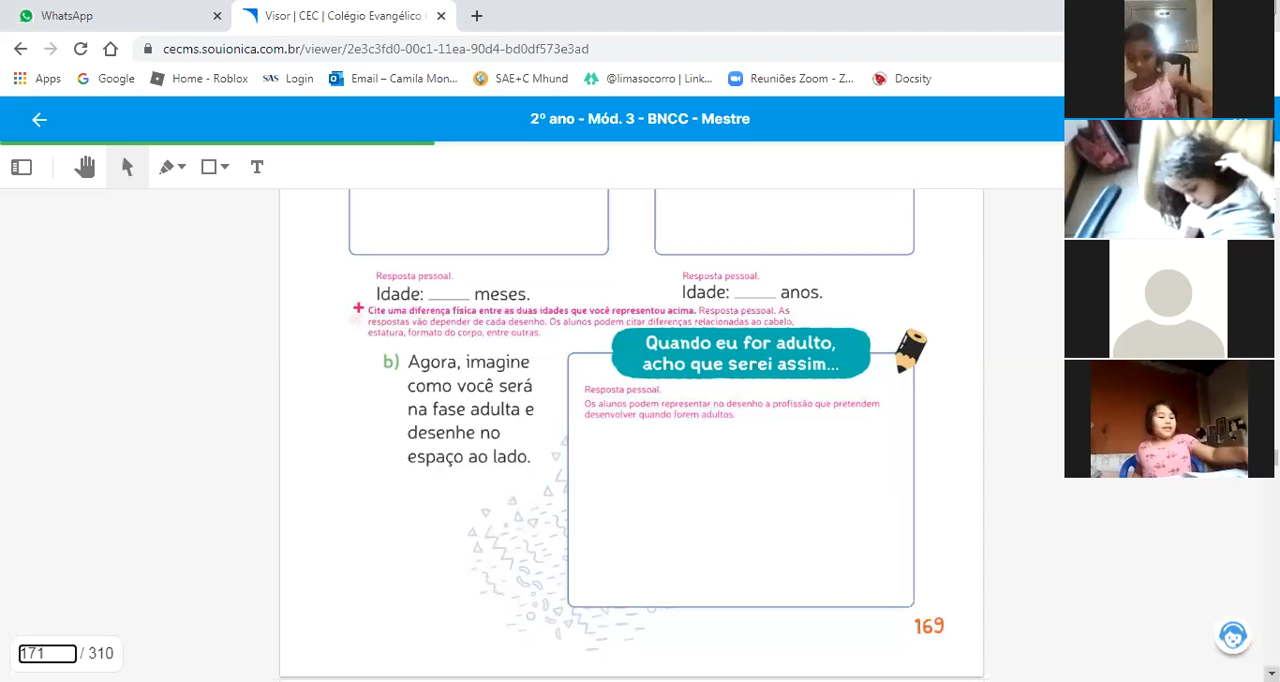 WhatsApp
Visor | CEC | Colégio Evangélico
cecms.souionica.com.br/viewer/2e3c3fd0-00c1-11ea-90d4-bd0df573e3ad
Apps
Google
Home - Roblox
SAS Login
Email – Camila Mon...
SAE+C Mhund
@limasocorro | Link...
Reuniões Zoom - Z...
Docsity
2º ano - Mód. 3 - BNCC - Mestre
T
Resposta pessoal.
Idade: _____ meses.
Resposta pessoal.
Idade: _____ anos.
+ Cite uma diferença física entre as duas idades que você representou acima. Resposta pessoal. As
respostas vão depender de cada desenho. Os alunos podem citar diferenças relacionadas ao cabelo,
estatura, formato do corpo, entre outras.
b) Agora, imagine
como você será
na fase adulta e
desenhe no
espaço ao lado.
Quando eu for adulto,
acho que serei assim...
Resposta pessoal.
Os alunos podem representar no desenho a profissão que pretendem
desenvolver quando forem adultos.
169
171 / 310